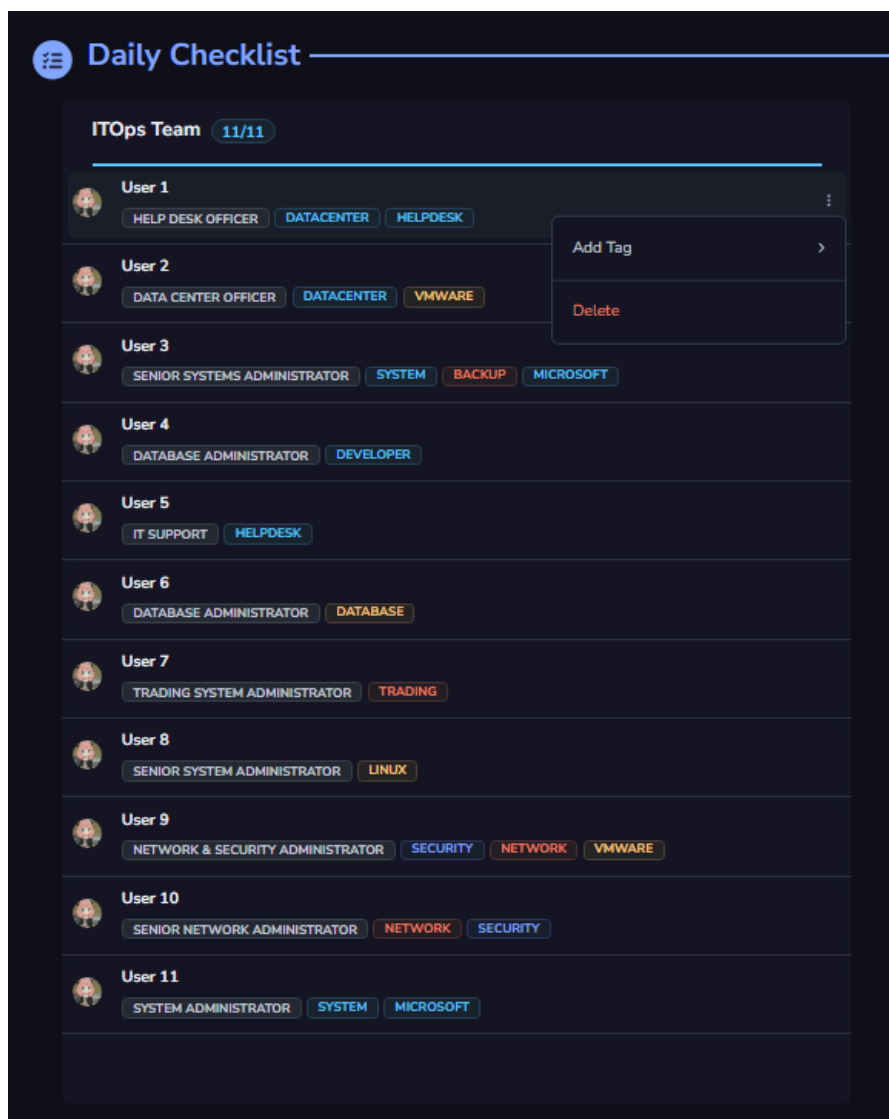 Daily Checklist
ITOps Team 11/11
User 1
HELP DESK OFFICER DATACENTER HELPDESK
Add Tag
User 2
DATA CENTER OFFICER DATACENTER VMWARE
Delete
User 3
SENIOR SYSTEMS ADMINISTRATOR SYSTEM BACKUP MICROSOFT
User 4
DATABASE ADMINISTRATOR DEVELOPER
User 5
IT SUPPORT HELPDESK
User 6
DATABASE ADMINISTRATOR DATABASE
User 7
TRADING SYSTEM ADMINISTRATOR TRADING
User 8
SENIOR SYSTEM ADMINISTRATOR LINUX
User 9
NETWORK & SECURITY ADMINISTRATOR SECURITY NETWORK VMWARE
User 10
SENIOR NETWORK ADMINISTRATOR NETWORK SECURITY
User 11
SYSTEM ADMINISTRATOR SYSTEM MICROSOFT